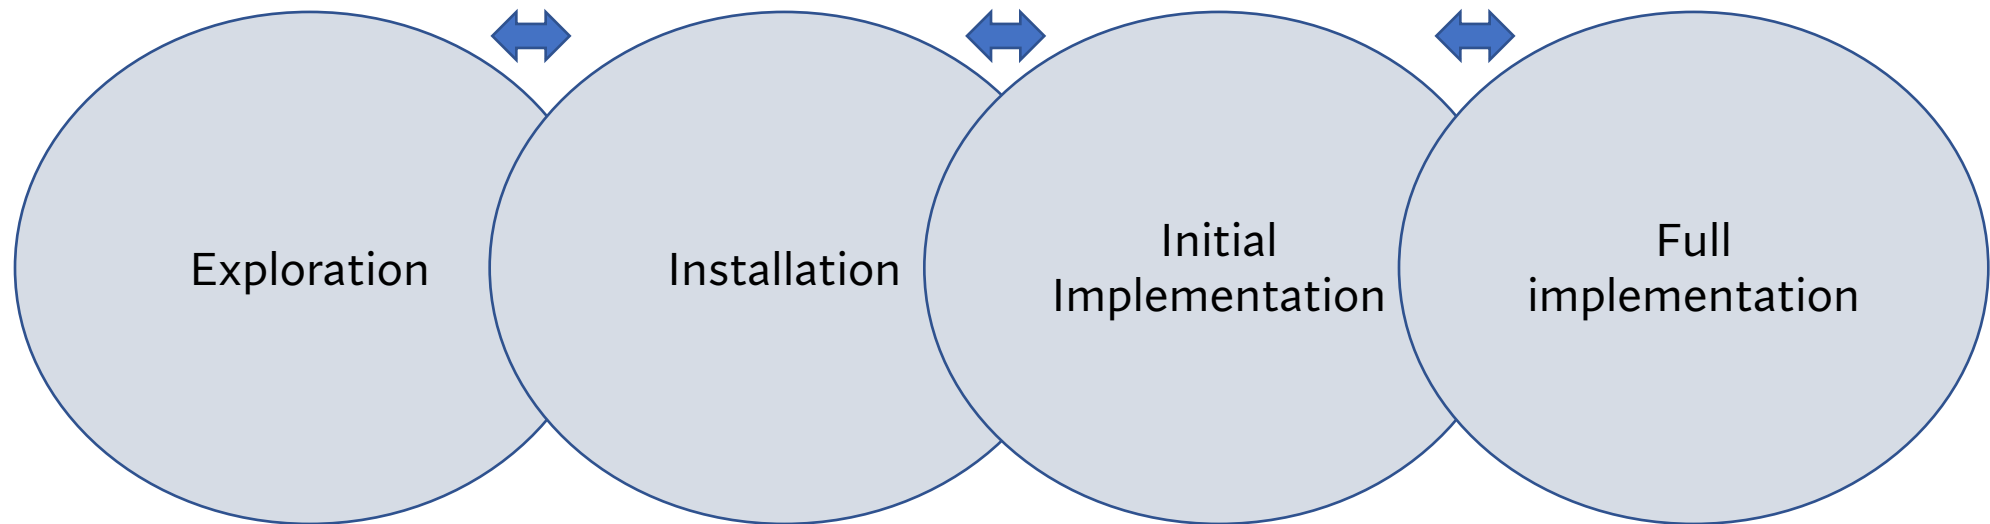 Exploration
Installation
Initial
Implementation
Full
implementation